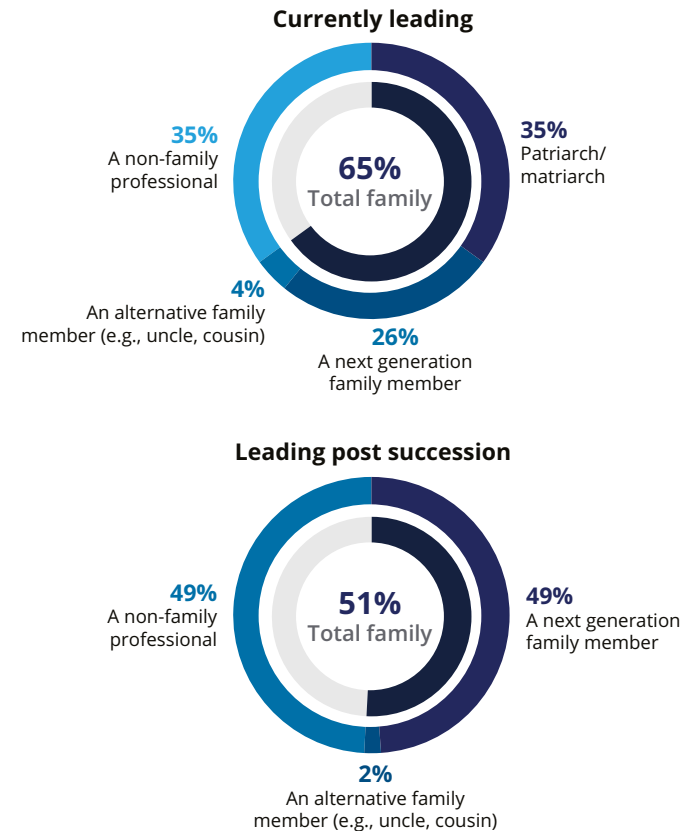 Currently leading
35%
A non-family
professional
65%
Total family
35%
Patriarch/
matriarch
4%
An alternative family
member (e.g., uncle, cousin)
26%
A next generation
family member
Leading post succession
49%
A non-family
professional
51%
Total family
49%
A next generation
family member
2%
An alternative family
member (e.g., uncle, cousin)